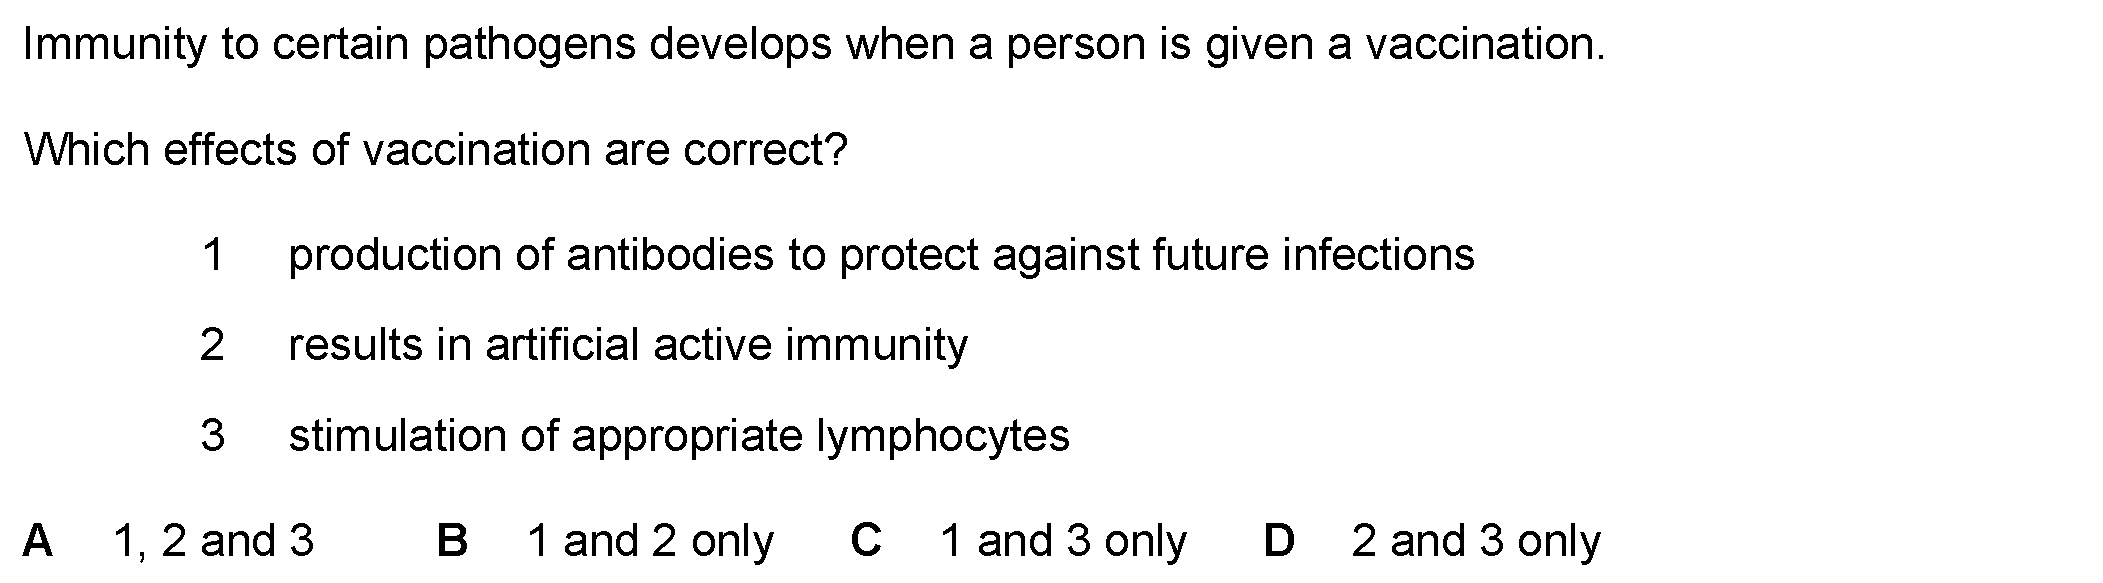 Immunity to certain pathogens develops when a person is given a vaccination.
Which effects of vaccination are correct?
1 production of antibodies to protect against future infections
2 results in artificial active immunity
3 stimulation of appropriate lymphocytes
A 1, 2 and 3 B 1 and 2 only C 1 and 3 only D 2 and 3 only